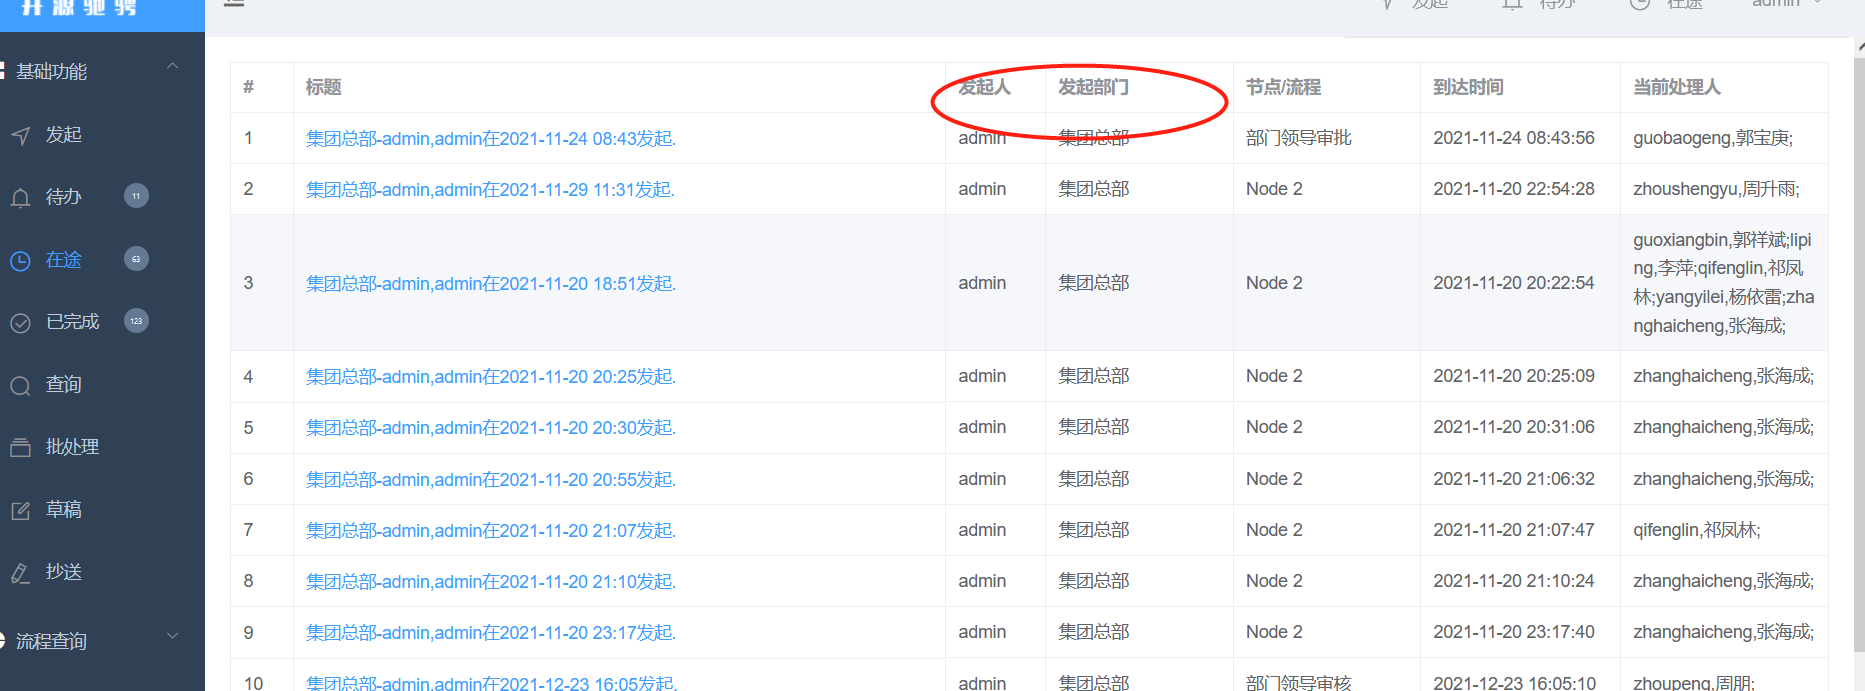 开源驰骋
发起
待办
在途
admin
基础功能
发起
待办 11
在途 63
已完成 123
查询
批处理
草稿
抄送
流程查询
# 标题 发起人 发起部门 节点/流程 到达时间 当前处理人
1 集团总部-admin,admin在2021-11-24 08:43发起. admin 集团总部 部门领导审批 2021-11-24 08:43:56 guobaogeng,郭宝庚;
2 集团总部-admin,admin在2021-11-29 11:31发起. admin 集团总部 Node 2 2021-11-20 22:54:28 zhoushengyu,周升雨;
3 集团总部-admin,admin在2021-11-20 18:51发起. admin 集团总部 Node 2 2021-11-20 20:22:54 guoxiangbin,郭祥斌;lipi
ng,李萍;qifenglin,祁凤
林;yangyilei,杨依雷;zha
nghaicheng,张海成;
4 集团总部-admin,admin在2021-11-20 20:25发起. admin 集团总部 Node 2 2021-11-20 20:25:09 zhanghaicheng,张海成;
5 集团总部-admin,admin在2021-11-20 20:30发起. admin 集团总部 Node 2 2021-11-20 20:31:06 zhanghaicheng,张海成;
6 集团总部-admin,admin在2021-11-20 20:55发起. admin 集团总部 Node 2 2021-11-20 21:06:32 zhanghaicheng,张海成;
7 集团总部-admin,admin在2021-11-20 21:07发起. admin 集团总部 Node 2 2021-11-20 21:07:47 qifenglin,祁凤林;
8 集团总部-admin,admin在2021-11-20 21:10发起. admin 集团总部 Node 2 2021-11-20 21:10:24 zhanghaicheng,张海成;
9 集团总部-admin,admin在2021-11-20 23:17发起. admin 集团总部 Node 2 2021-11-20 23:17:40 zhanghaicheng,张海成;
10 集团总部-admin,admin在2021-12-23 16:05发起. admin 集团总部 部门领导审核 2021-12-23 16:05:10 zhoupeng,周朋;